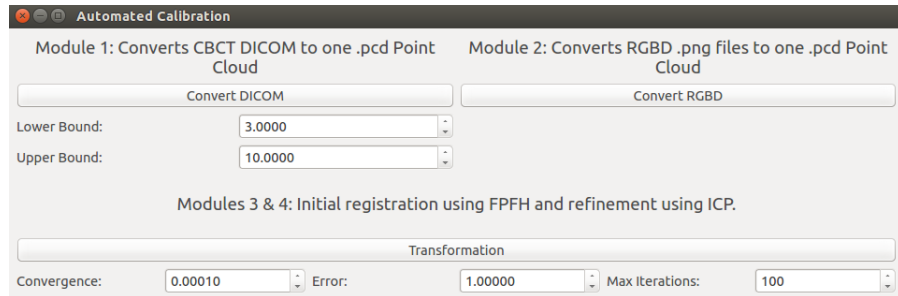 Automated Calibration
Module 1: Converts CBCT DICOM to one .pcd Point
Cloud
Module 2: Converts RGBD .png files to one .pcd Point
Cloud
Convert DICOM
Convert RGBD
Lower Bound: 3.0000
Upper Bound: 10.0000
Modules 3 & 4: Initial registration using FPFH and refinement using ICP.
Transformation
Convergence: 0.00010 Error: 1.00000 Max Iterations: 100